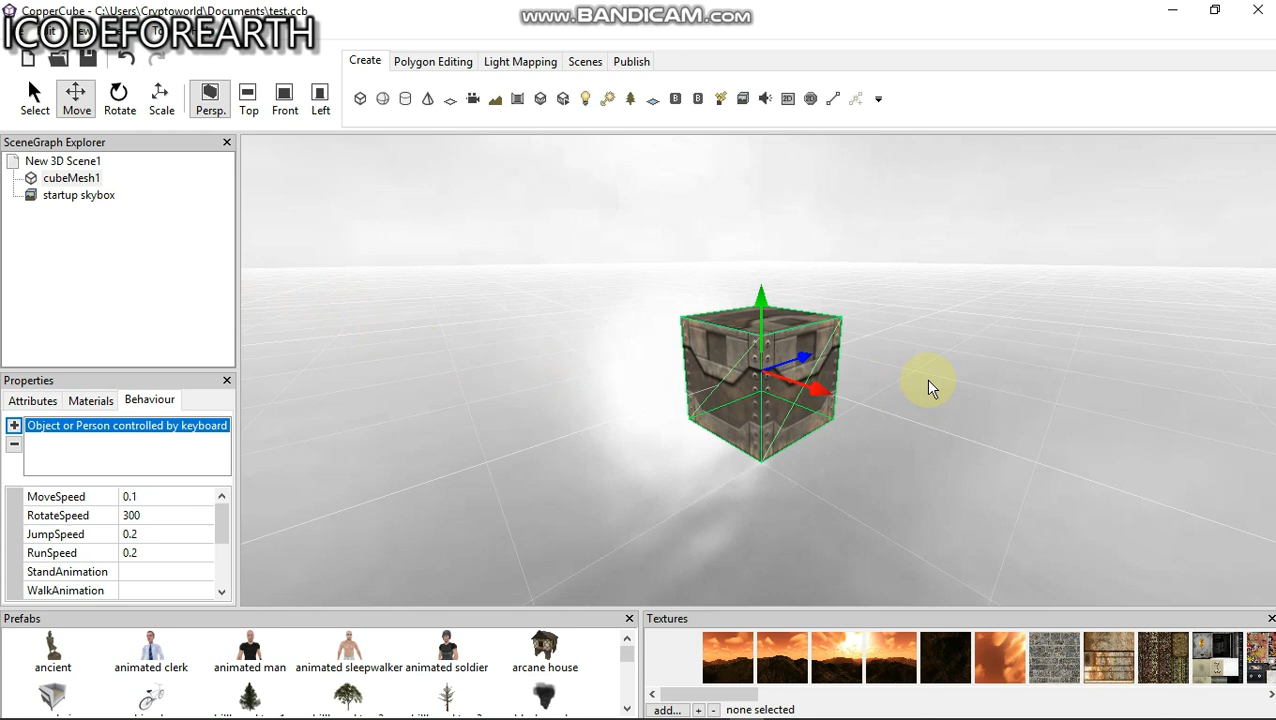 CopperCube - C:\Users\Cryptoworld\Documents\test.ccb
www.BANDICAM.com
ICODEFOREARTH
Create
Polygon Editing
Light Mapping
Scenes
Publish
Select
Move
Rotate
Scale
Persp.
Top
Front
Left
SceneGraph Explorer
New 3D Scene1
cubeMesh1
startup skybox
Properties
Attributes
Materials
Behaviour
Object or Person controlled by keyboard
MoveSpeed 0.1
RotateSpeed 300
JumpSpeed 0.2
RunSpeed 0.2
StandAnimation
WalkAnimation
Prefabs
ancient
animated clerk
animated man
animated sleepwalker
animated soldier
arcane house
Textures
add...
none selected